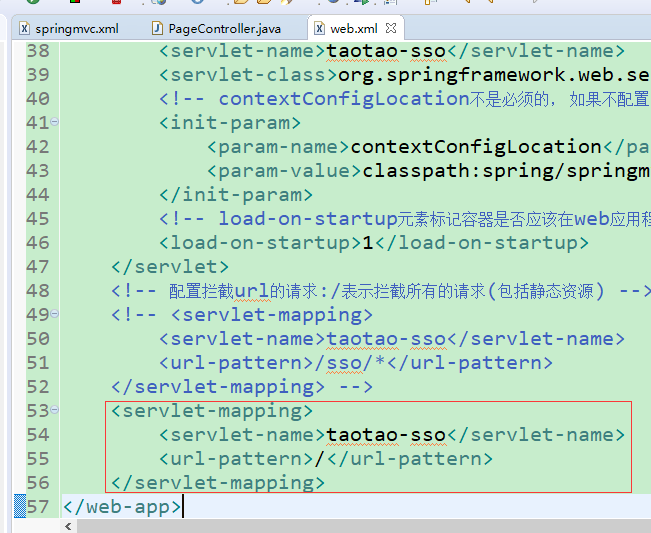 springmvc.xml PageController.java web.xml
38 <servlet-name>taotao-sso</servlet-name>
39 <servlet-class>org.springframework.web.se
40 <!-- contextConfigLocation不是必须的, 如果不配置
41 <init-param>
42 <param-name>contextConfigLocation</pa
43 <param-value>classpath:spring/springm
44 </init-param>
45 <!-- load-on-startup元素标记容器是否应该在web应用程
46 <load-on-startup>1</load-on-startup>
47 </servlet>
48 <!-- 配置拦截url的请求:/表示拦截所有的请求(包括静态资源) -->
49 <!-- <servlet-mapping>
50 <servlet-name>taotao-sso</servlet-name>
51 <url-pattern>/sso/*</url-pattern>
52 </servlet-mapping> -->
53 <servlet-mapping>
54 <servlet-name>taotao-sso</servlet-name>
55 <url-pattern>/</url-pattern>
56 </servlet-mapping>
57 </web-app>